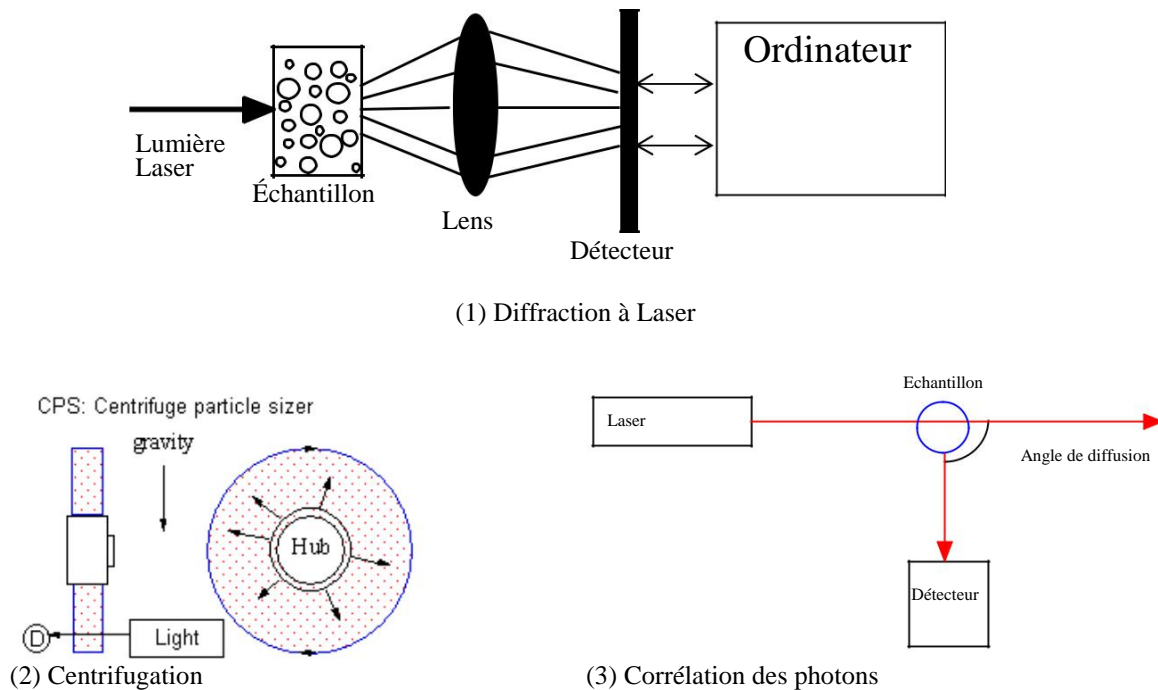 Ordinateur
Lumière
Laser
Échantillon
Lens
Détecteur
(1) Diffraction à Laser
CPS: Centrifuge particle sizer
gravity
Hub
D
Light
(2) Centrifugation
Echantillon
Laser
Angle de diffusion
Détecteur
(3) Corrélation des photons